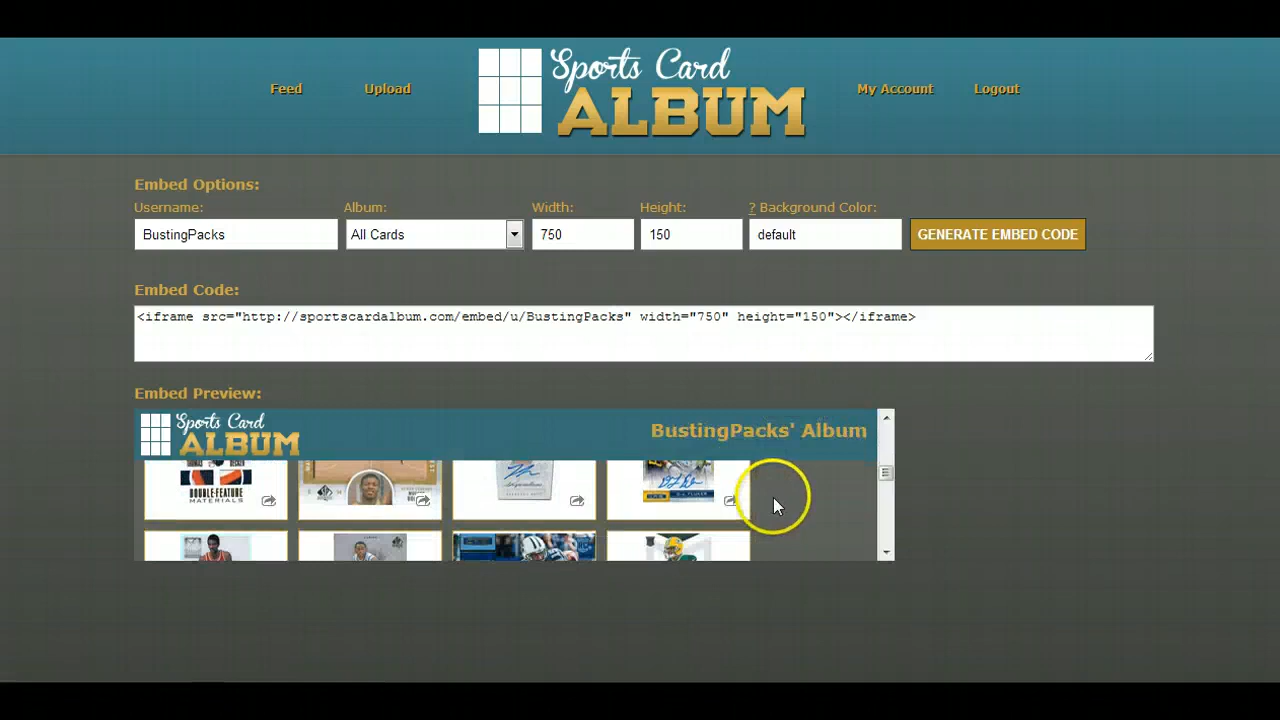 Feed
Upload
Sports Card
ALBUM
My Account
Logout
Embed Options:
Username:
Album:
Width:
Height:
? Background Color:
BustingPacks
All Cards
750
150
default
GENERATE EMBED CODE
Embed Code:
<iframe src="http://sportscardalbum.com/embed/u/BustingPacks" width="750" height="150"></iframe>
Embed Preview:
Sports Card
ALBUM
BustingPacks' Album
THOMAS DECKER
DOUBLE-FEATURE
MATERIALS